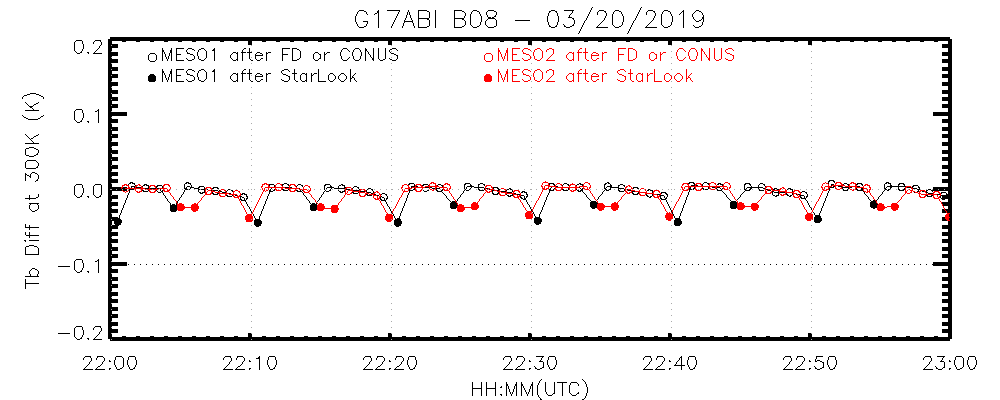 G17ABI B08 – 03/20/2019
MESO1 after FD or CONUS
MESO2 after FD or CONUS
MESO1 after StarLook
MESO2 after StarLook
Tb Diff at 300K (K)
0.2
0.1
0.0
−0.1
−0.2
22:00 22:10 22:20 22:30 22:40 22:50 23:00
HH:MM(UTC)